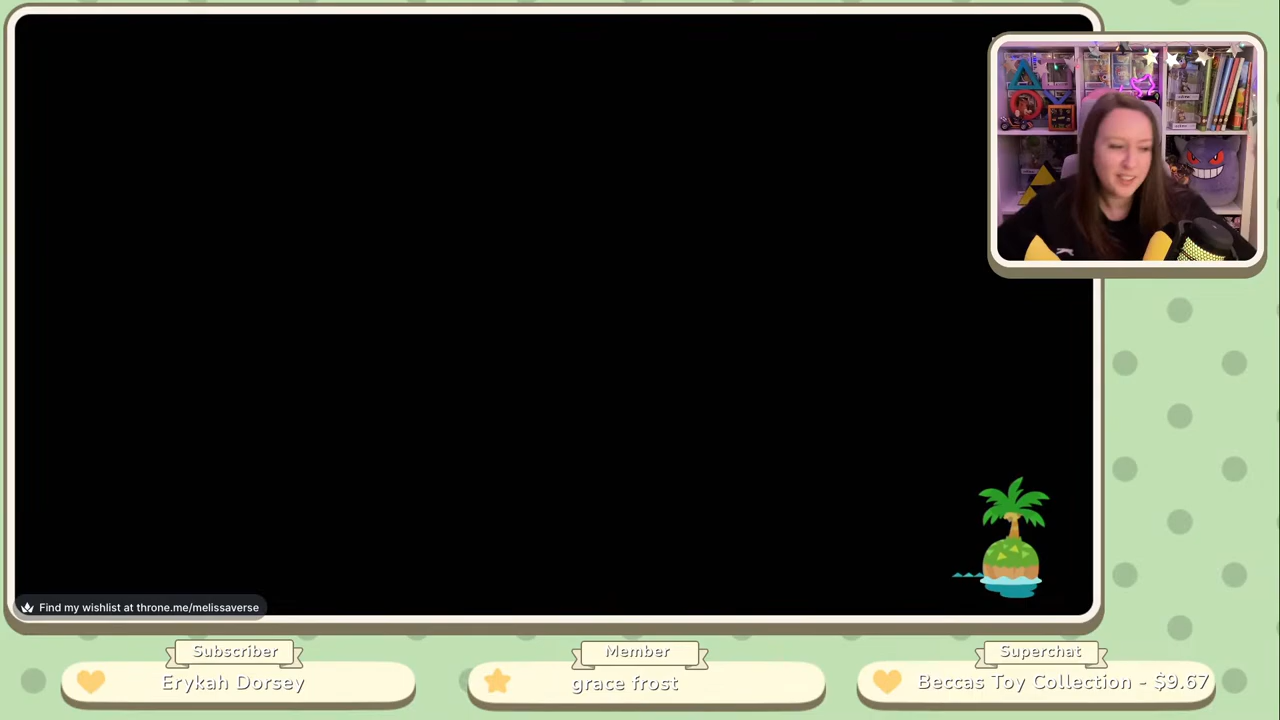 Find my wishlist at throne.me/melissaverse
Subscriber
Erykah Dorsey
Member
grace frost
Superchat
Beccas Toy Collection - $9.67